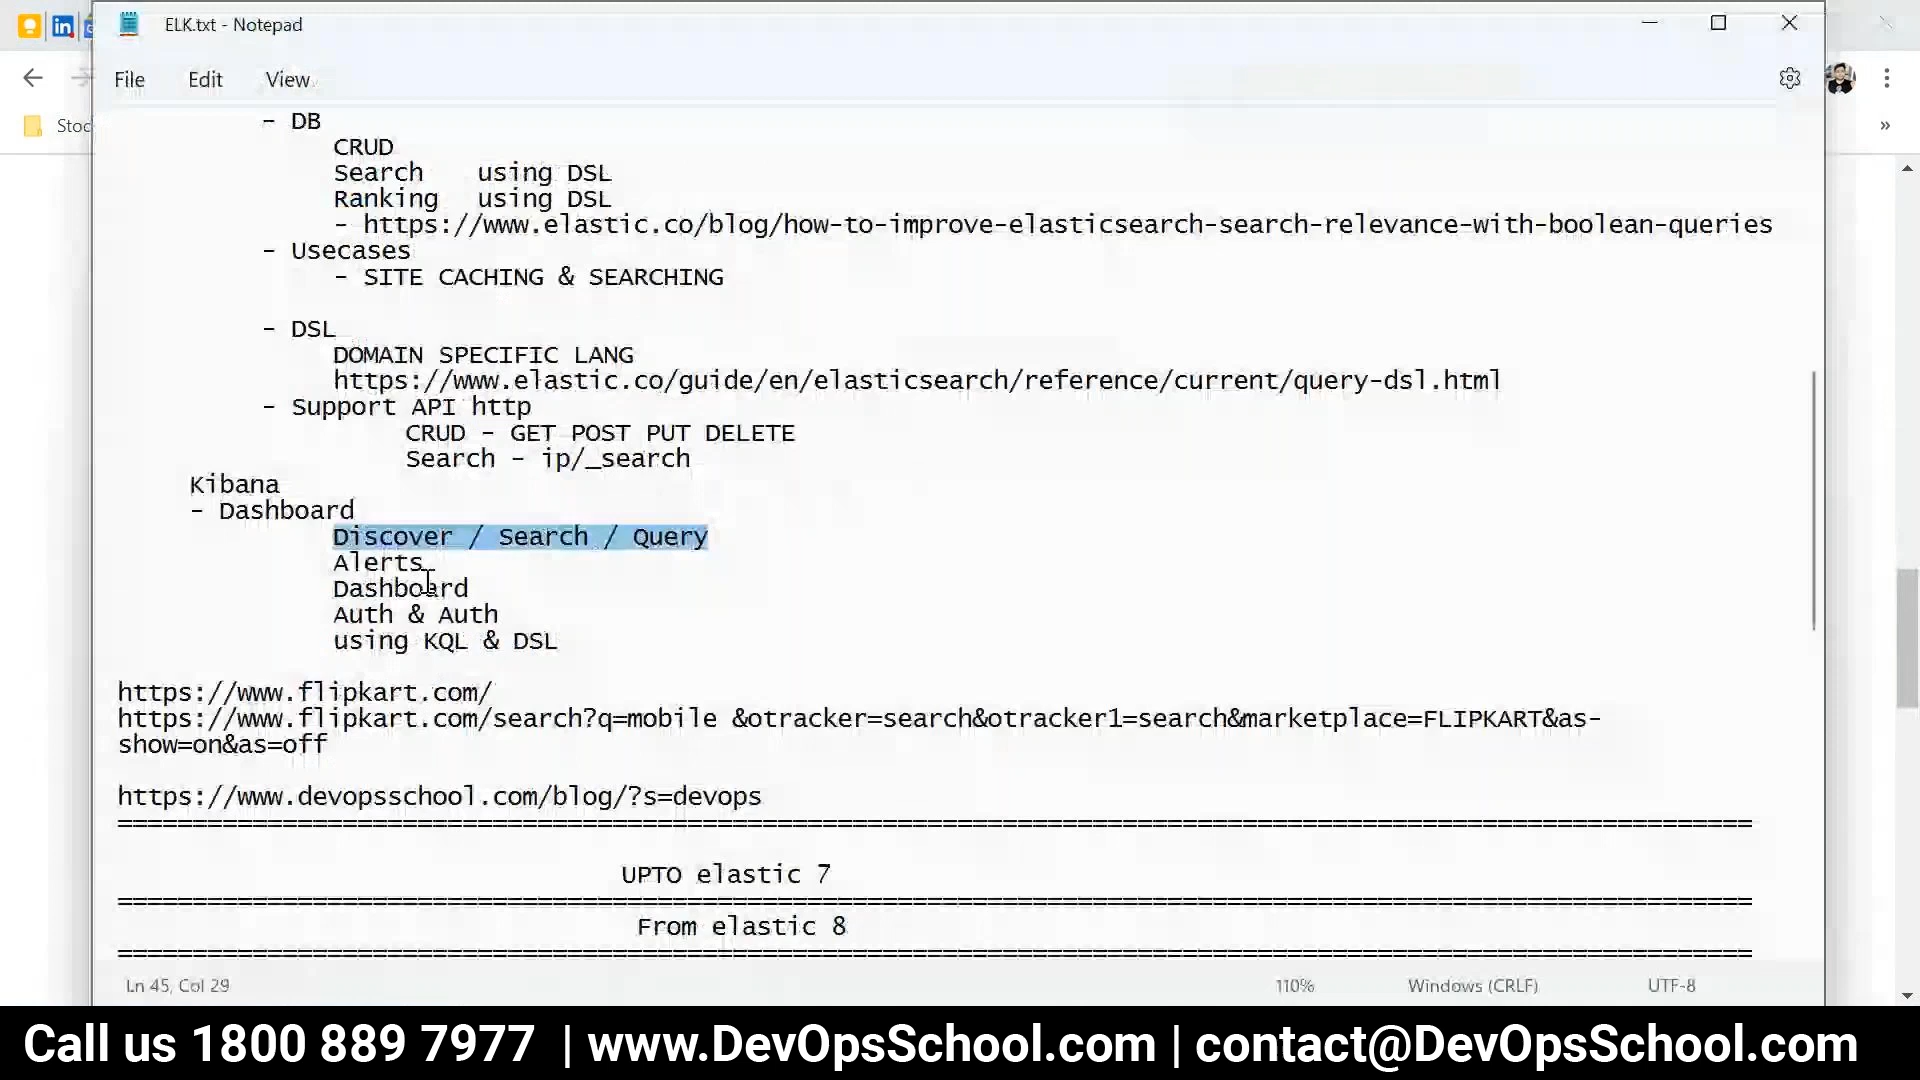 ELK.txt - Notepad
File Edit View
Stoc
- DB
CRUD
Search using DSL
Ranking using DSL
- https://www.elastic.co/blog/how-to-improve-elasticsearch-search-relevance-with-boolean-queries
- Usecases
- SITE CACHING & SEARCHING
- DSL
DOMAIN SPECIFIC LANG
https://www.elastic.co/guide/en/elasticsearch/reference/current/query-dsl.html
- Support API http
CRUD - GET POST PUT DELETE
Search - ip/_search
Kibana
- Dashboard
Discover / Search / Query
Alerts
Dashboard
Auth & Auth
using KQL & DSL
https://www.flipkart.com/
https://www.flipkart.com/search?q=mobile &otracker=search&otracker1=search&marketplace=FLIPKART&as-
show=on&as=off
https://www.devopsschool.com/blog/?s=devops
==============================================================
UPTO elastic 7
==============================================================
From elastic 8
==============================================================
Ln 45, Col 29 110% Windows (CRLF) UTF-8
Call us 1800 889 7977 | www.DevOpsSchool.com | contact@DevOpsSchool.com